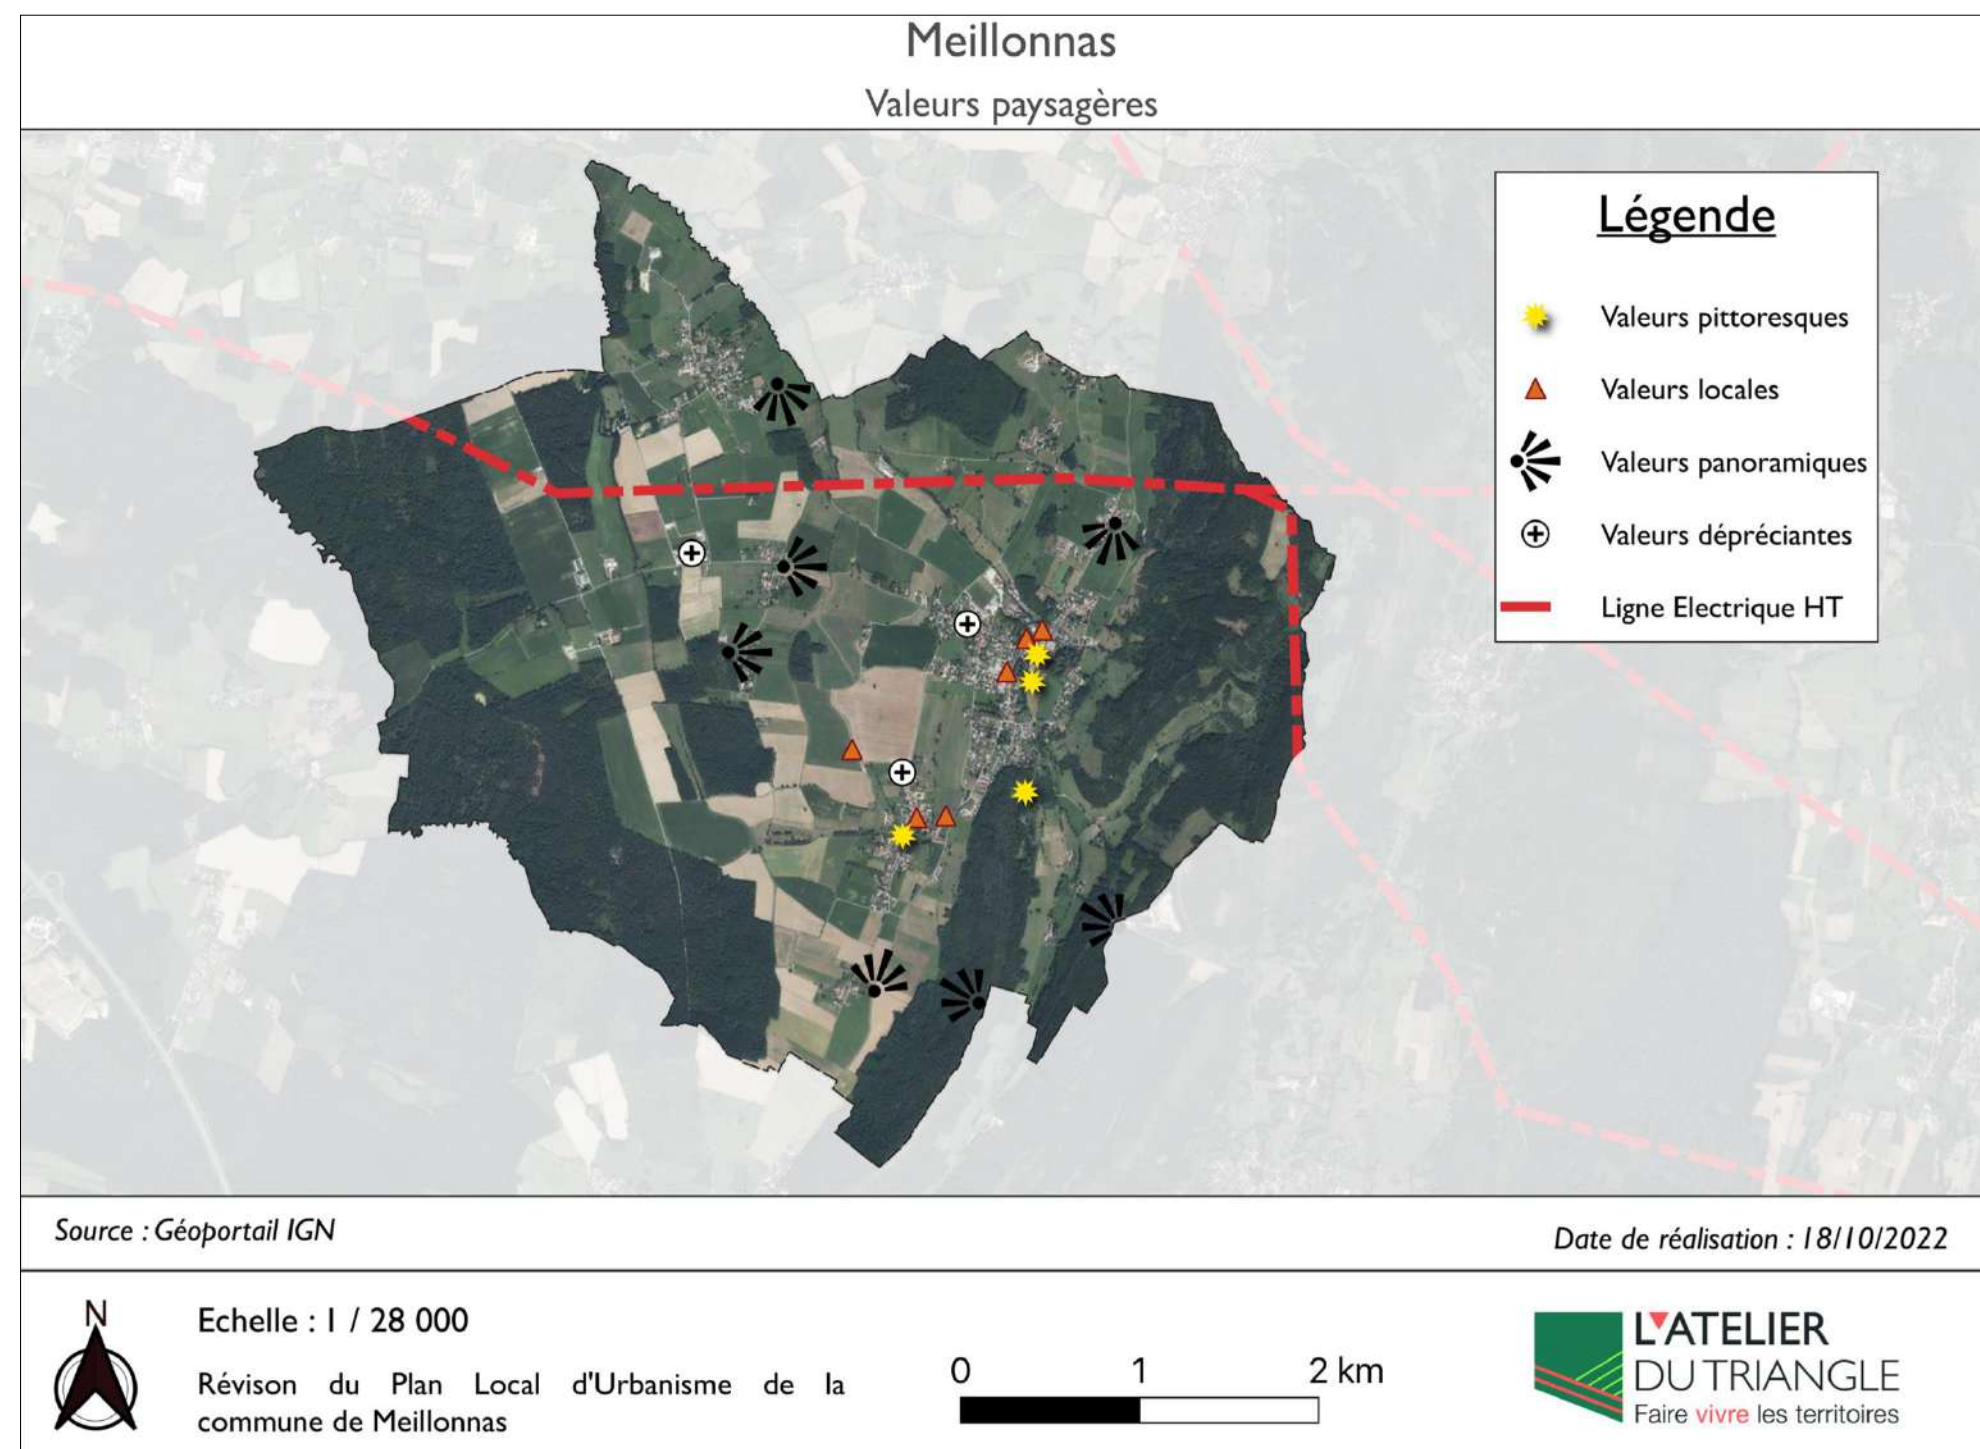 Meillonnas
Valeurs paysagères
Légende
Valeurs pittoresques
Valeurs locales
Valeurs panoramiques
Valeurs dépréciantes
Ligne Electrique HT
Source : Géoportail IGN
Date de réalisation : 18/10/2022
N
Echelle : 1 / 28 000
Révison du Plan Local d'Urbanisme de la
commune de Meillonnas
0 1 2 km
L'ATELIER
DU TRIANGLE
Faire vivre les territoires